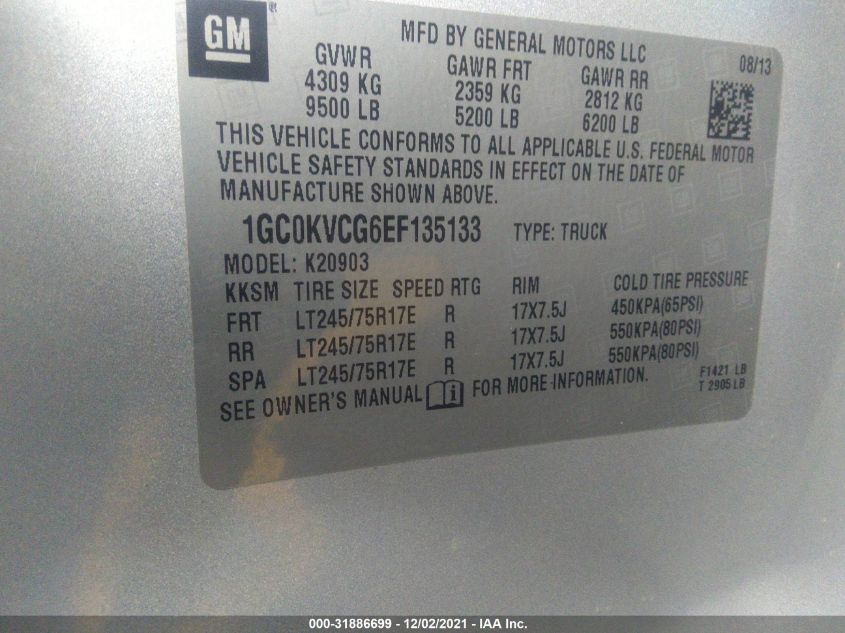 GM ®
MFD BY GENERAL MOTORS LLC
GVWR GAWR FRT GAWR RR 08/13
4309 KG 2359 KG 2812 KG
9500 LB 5200 LB 6200 LB
THIS VEHICLE CONFORMS TO ALL APPLICABLE U.S. FEDERAL MOTOR
VEHICLE SAFETY STANDARDS IN EFFECT ON THE DATE OF
MANUFACTURE SHOWN ABOVE.
1GC0KVCG6EF135133 TYPE: TRUCK
MODEL: K20903
KKSM TIRE SIZE SPEED RTG RIM COLD TIRE PRESSURE
FRT LT245/75R17E R 17X7.5J 450KPA(65PSI)
RR LT245/75R17E R 17X7.5J 550KPA(80PSI)
SPA LT245/75R17E R 17X7.5J 550KPA(80PSI)
SEE OWNER'S MANUAL i FOR MORE INFORMATION.
F1421 LB
T 2905 LB
000-31886699 - 12/02/2021 - IAA Inc.